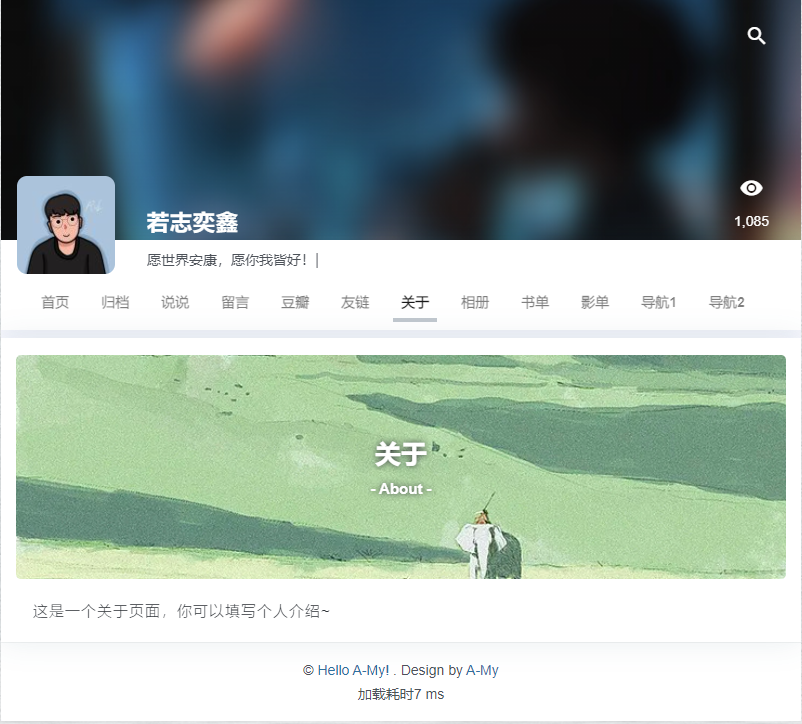 1,085
若志奕鑫
愿世界安康，愿你我皆好！|
首页 归档 说说 留言 豆瓣 友链 关于 相册 书单 影单 导航1 导航2
关于
- About -
这是一个关于页面，你可以填写个人介绍~
© Hello A-My! . Design by A-My
加载耗时7 ms